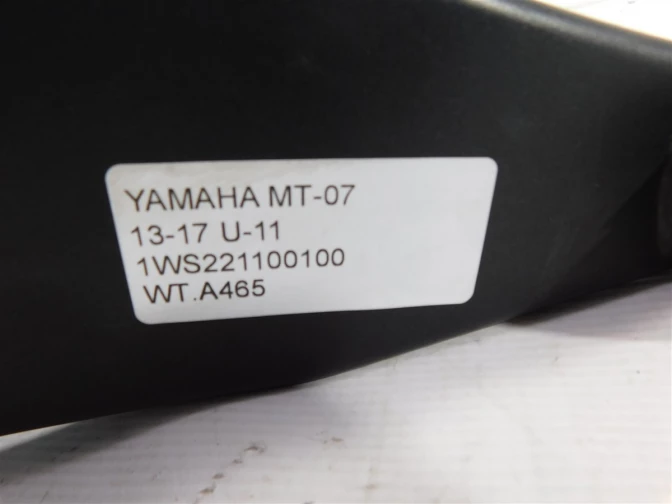 YAMAHA MT-07
13-17 U-11
1WS221100100
WT.A465